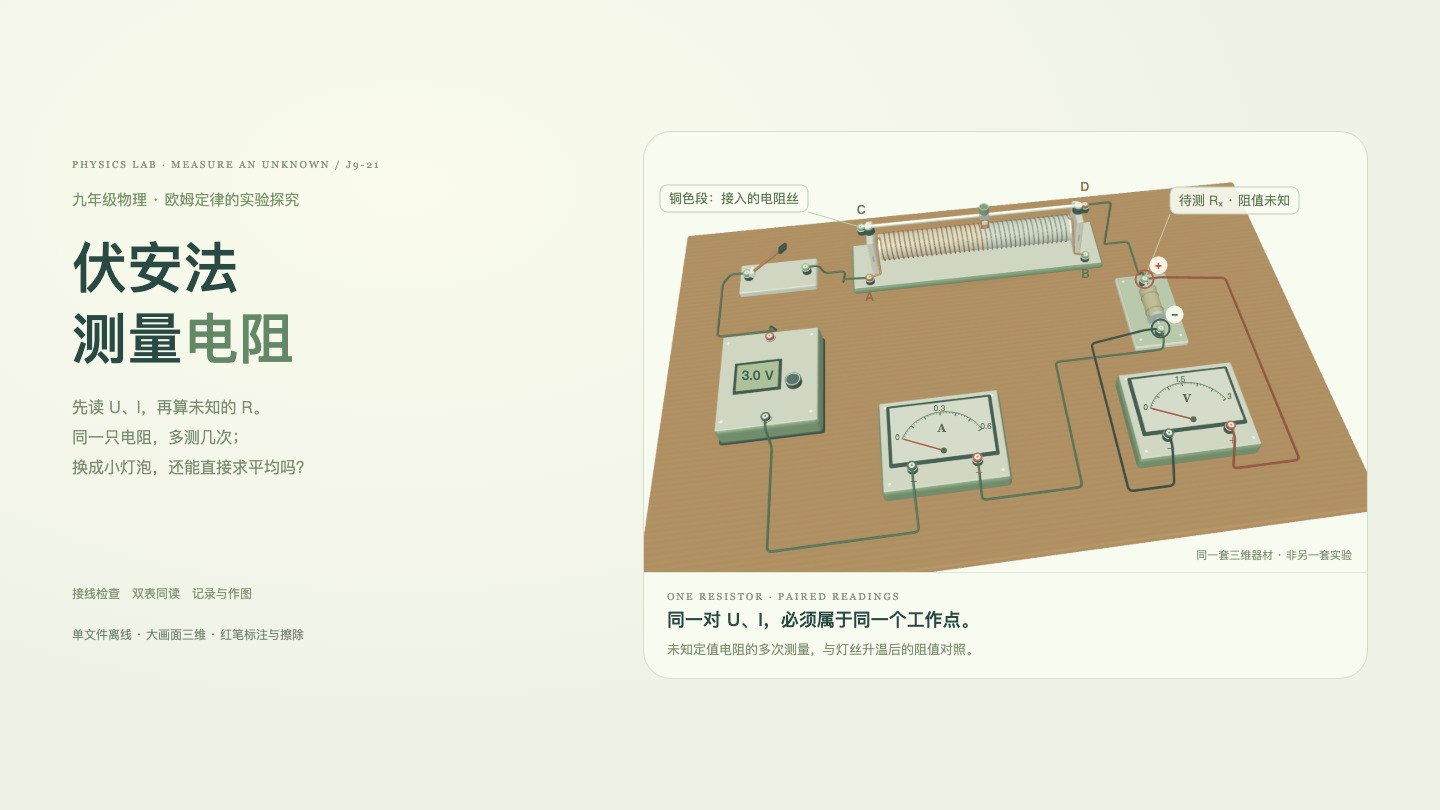 PHYSICS LAB · MEASURE AN UNKNOWN / J9-21
九年级物理 · 欧姆定律的实验探究
伏安法
测量电阻
先读 U、I，再算未知的 R。
同一只电阻，多测几次；
换成小灯泡，还能直接求平均吗？
接线检查 双表同读 记录与作图
单文件离线 · 大画面三维 · 红笔标注与擦除
铜色段：接入的电阻丝
C
D
待测 Rₓ · 阻值未知
A
B
+
−
3.0 V
0
0.3
0.6
A
−
+
0
1.5
3
V
−
+
同一套三维器材 · 非另一套实验
ONE RESISTOR · PAIRED READINGS
同一对 U、I，必须属于同一个工作点。
未知定值电阻的多次测量，与灯丝升温后的阻值对照。